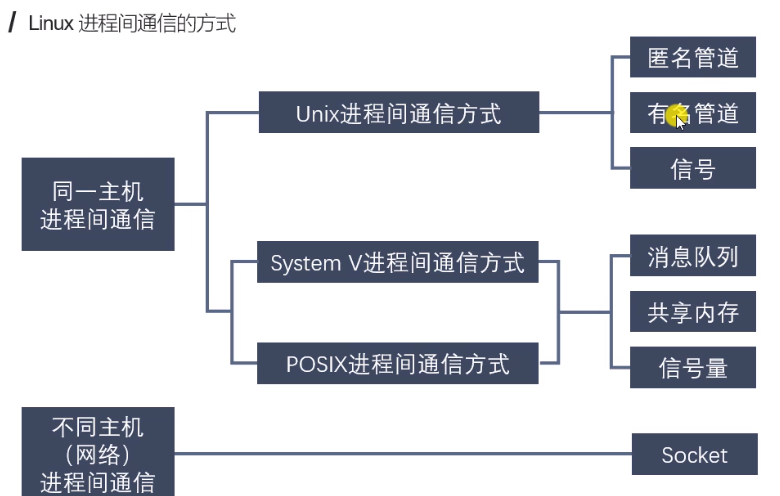 / Linux 进程间通信的方式
匿名管道
Unix进程间通信方式
有名管道
信号
同一主机
进程间通信
System V进程间通信方式
消息队列
共享内存
POSIX进程间通信方式
信号量
不同主机
（网络）
进程间通信
Socket